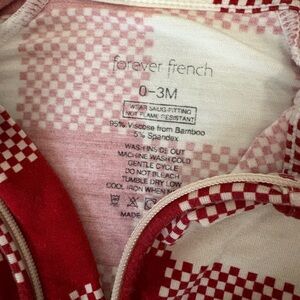 forever french
0-3M
WEAR SNUG-FITTING
NOT FLAME RESISTANT
95% Viscose from Bamboo
5% Spandex
WASH INSIDE OUT
MACHINE WASH COLD
GENTLE CYCLE
DO NOT BLEACH
TUMBLE DRY LOW
COOL IRON WHEN
MADE